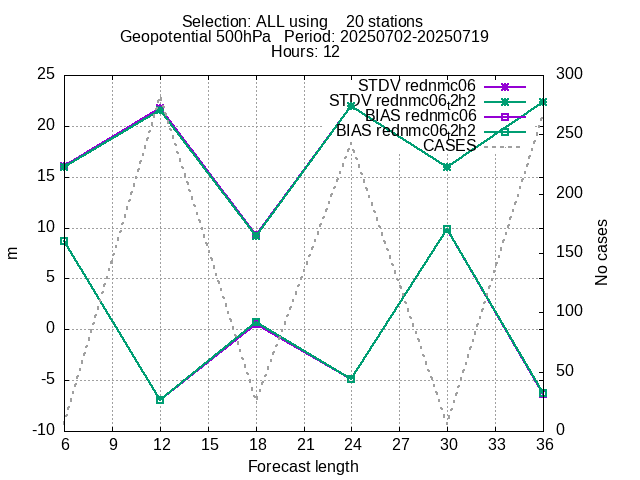 Selection: ALL using    20 stations
Geopotential 500hPa   Period: 20250702-20250719
Hours: 12
STDV rednmc06
STDV rednmc06t2h2
BIAS rednmc06
BIAS rednmc06t2h2
CASES
25
20
15
10
5
0
-5
-10
m
300
250
200
150
100
50
0
No cases
6 9 12 15 18 21 24 27 30 33 36
Forecast length